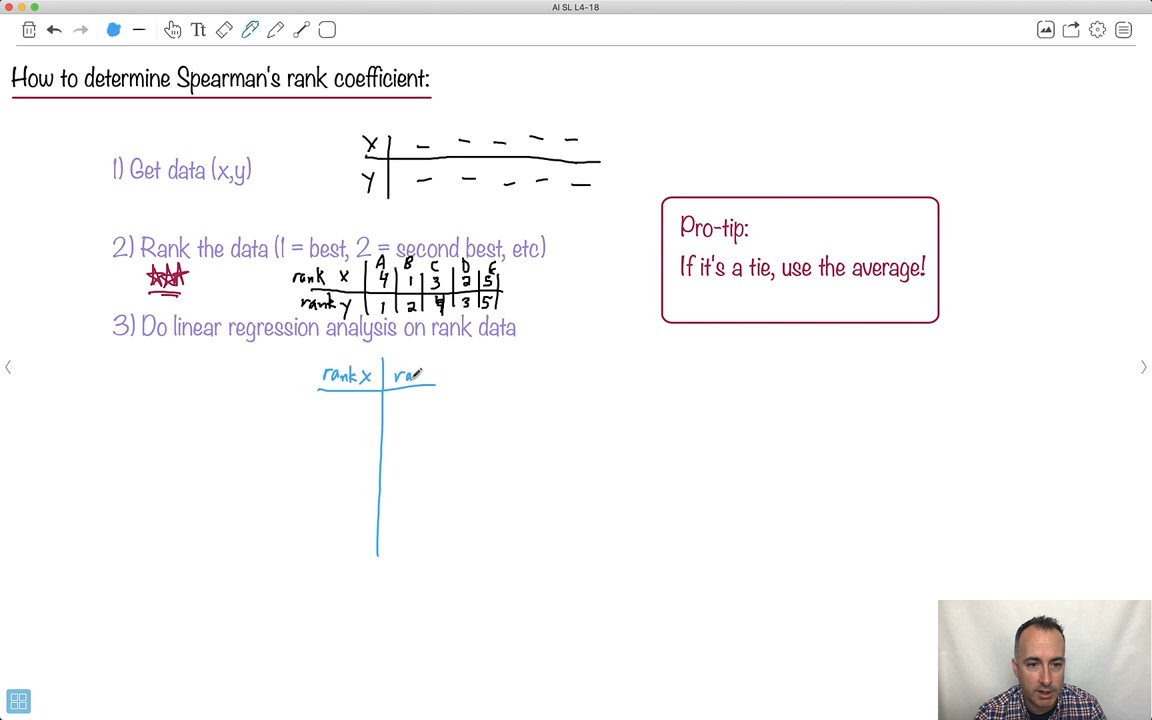 AI SL L4-18
Tt
How to determine Spearman's rank coefficient:
X
1) Get data (x,y)
Y
Pro-tip:
If it's a tie, use the average!
2) Rank the data (1 = best, 2 = second best, etc)
A B C D E
rank x 4 1 3 2 5
rank y 1 2 4 3 5
3) Do linear regression analysis on rank data
rank x ra